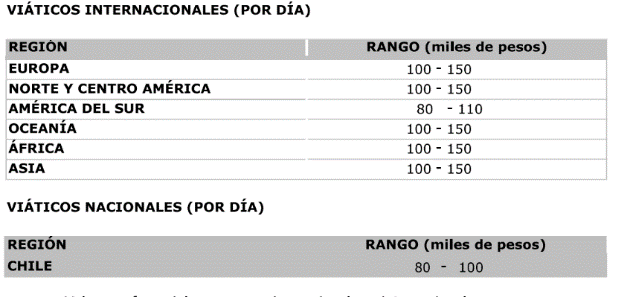 VIÁTICOS INTERNACIONALES (POR DÍA)
REGIÓN RANGO (miles de pesos)
EUROPA 100 - 150
NORTE Y CENTRO AMÉRICA 100 - 150
AMÉRICA DEL SUR 80 - 110
OCEANÍA 100 - 150
ÁFRICA 100 - 150
ASIA 100 - 150
VIÁTICOS NACIONALES (POR DÍA)
REGIÓN RANGO (miles de pesos)
CHILE 80 - 100